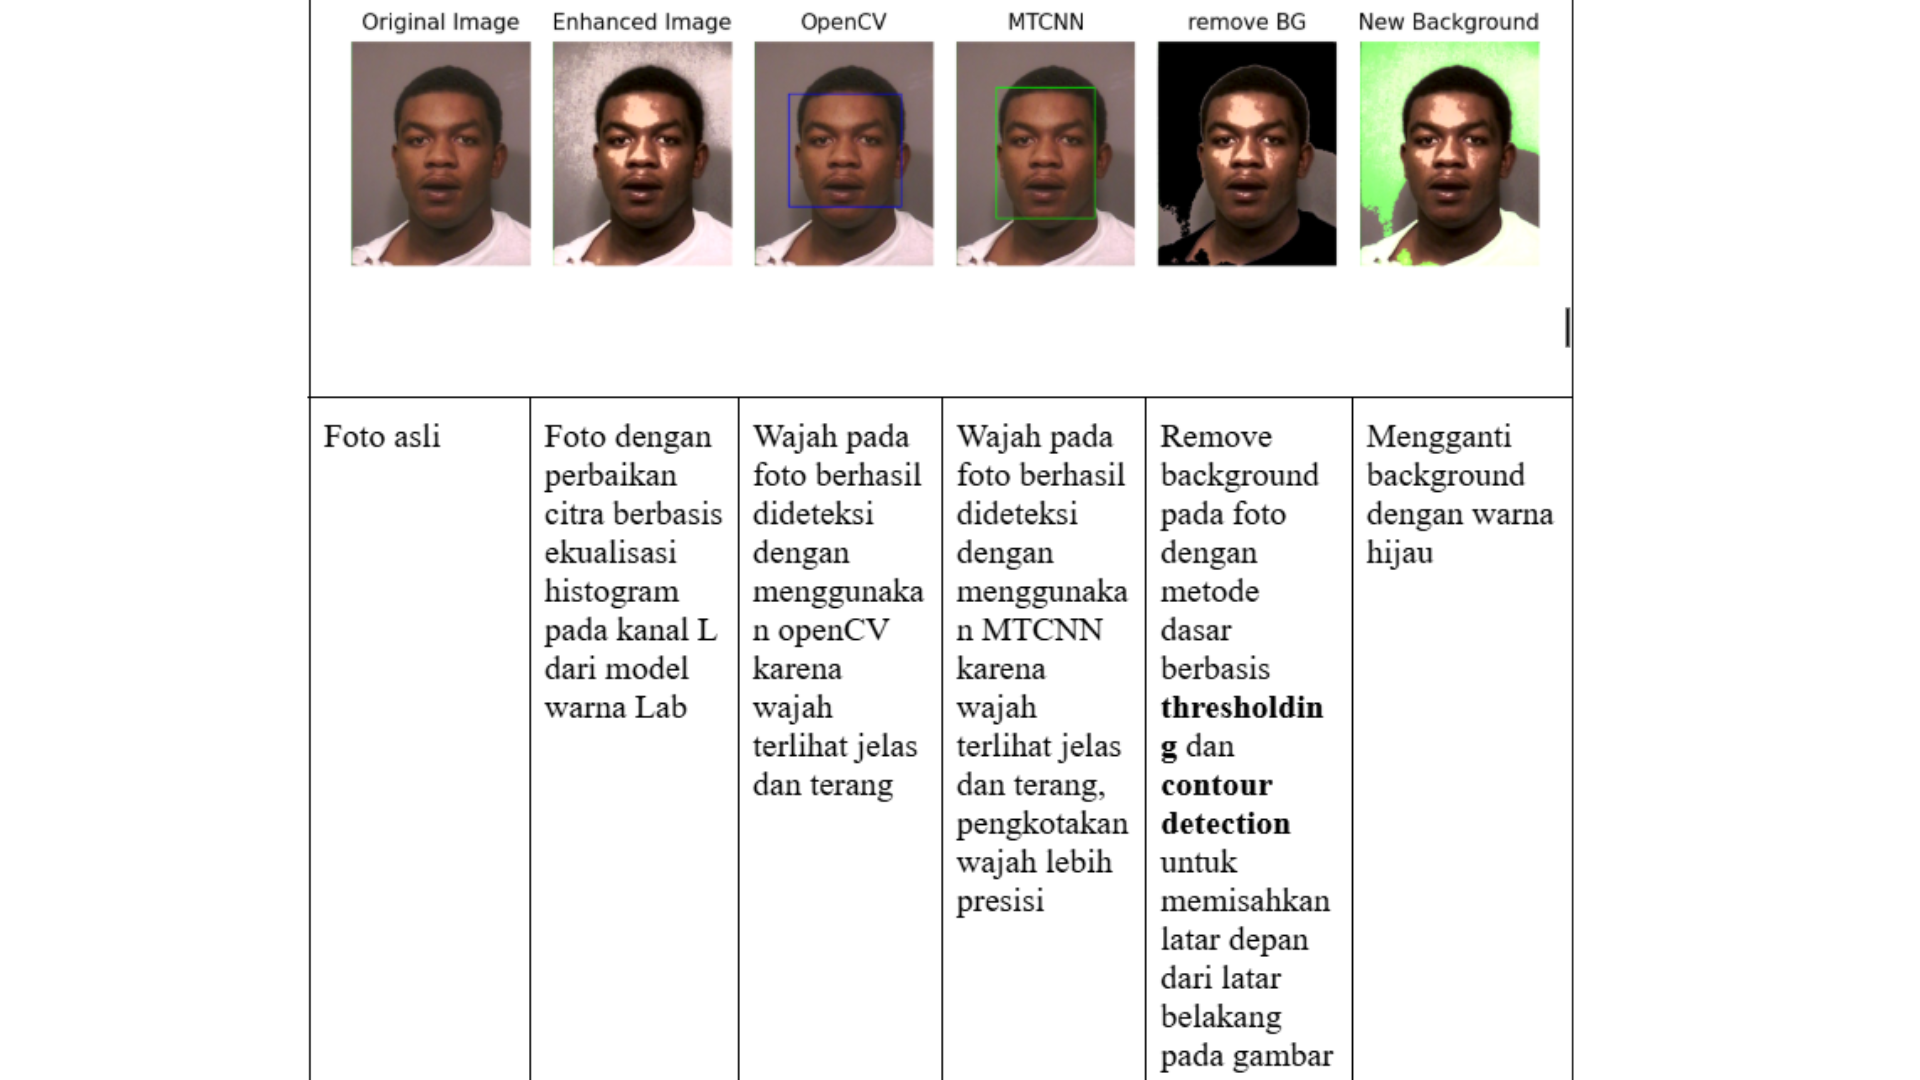 Original Image Enhanced Image OpenCV MTCNN remove BG New Background
Foto asli
Foto dengan
perbaikan
citra berbasis
ekualisasi
histogram
pada kanal L
dari model
warna Lab
Wajah pada
foto berhasil
dideteksi
dengan
menggunaka
n openCV
karena
wajah
terlihat jelas
dan terang
Wajah pada
foto berhasil
dideteksi
dengan
menggunaka
n MTCNN
karena
wajah
terlihat jelas
dan terang,
pengkotakan
wajah lebih
presisi
Remove
background
pada foto
dengan
metode
dasar
berbasis
thresholdin
g dan
contour
detection
untuk
memisahkan
latar depan
dari latar
belakang
pada gambar
Mengganti
background
dengan warna
hijau